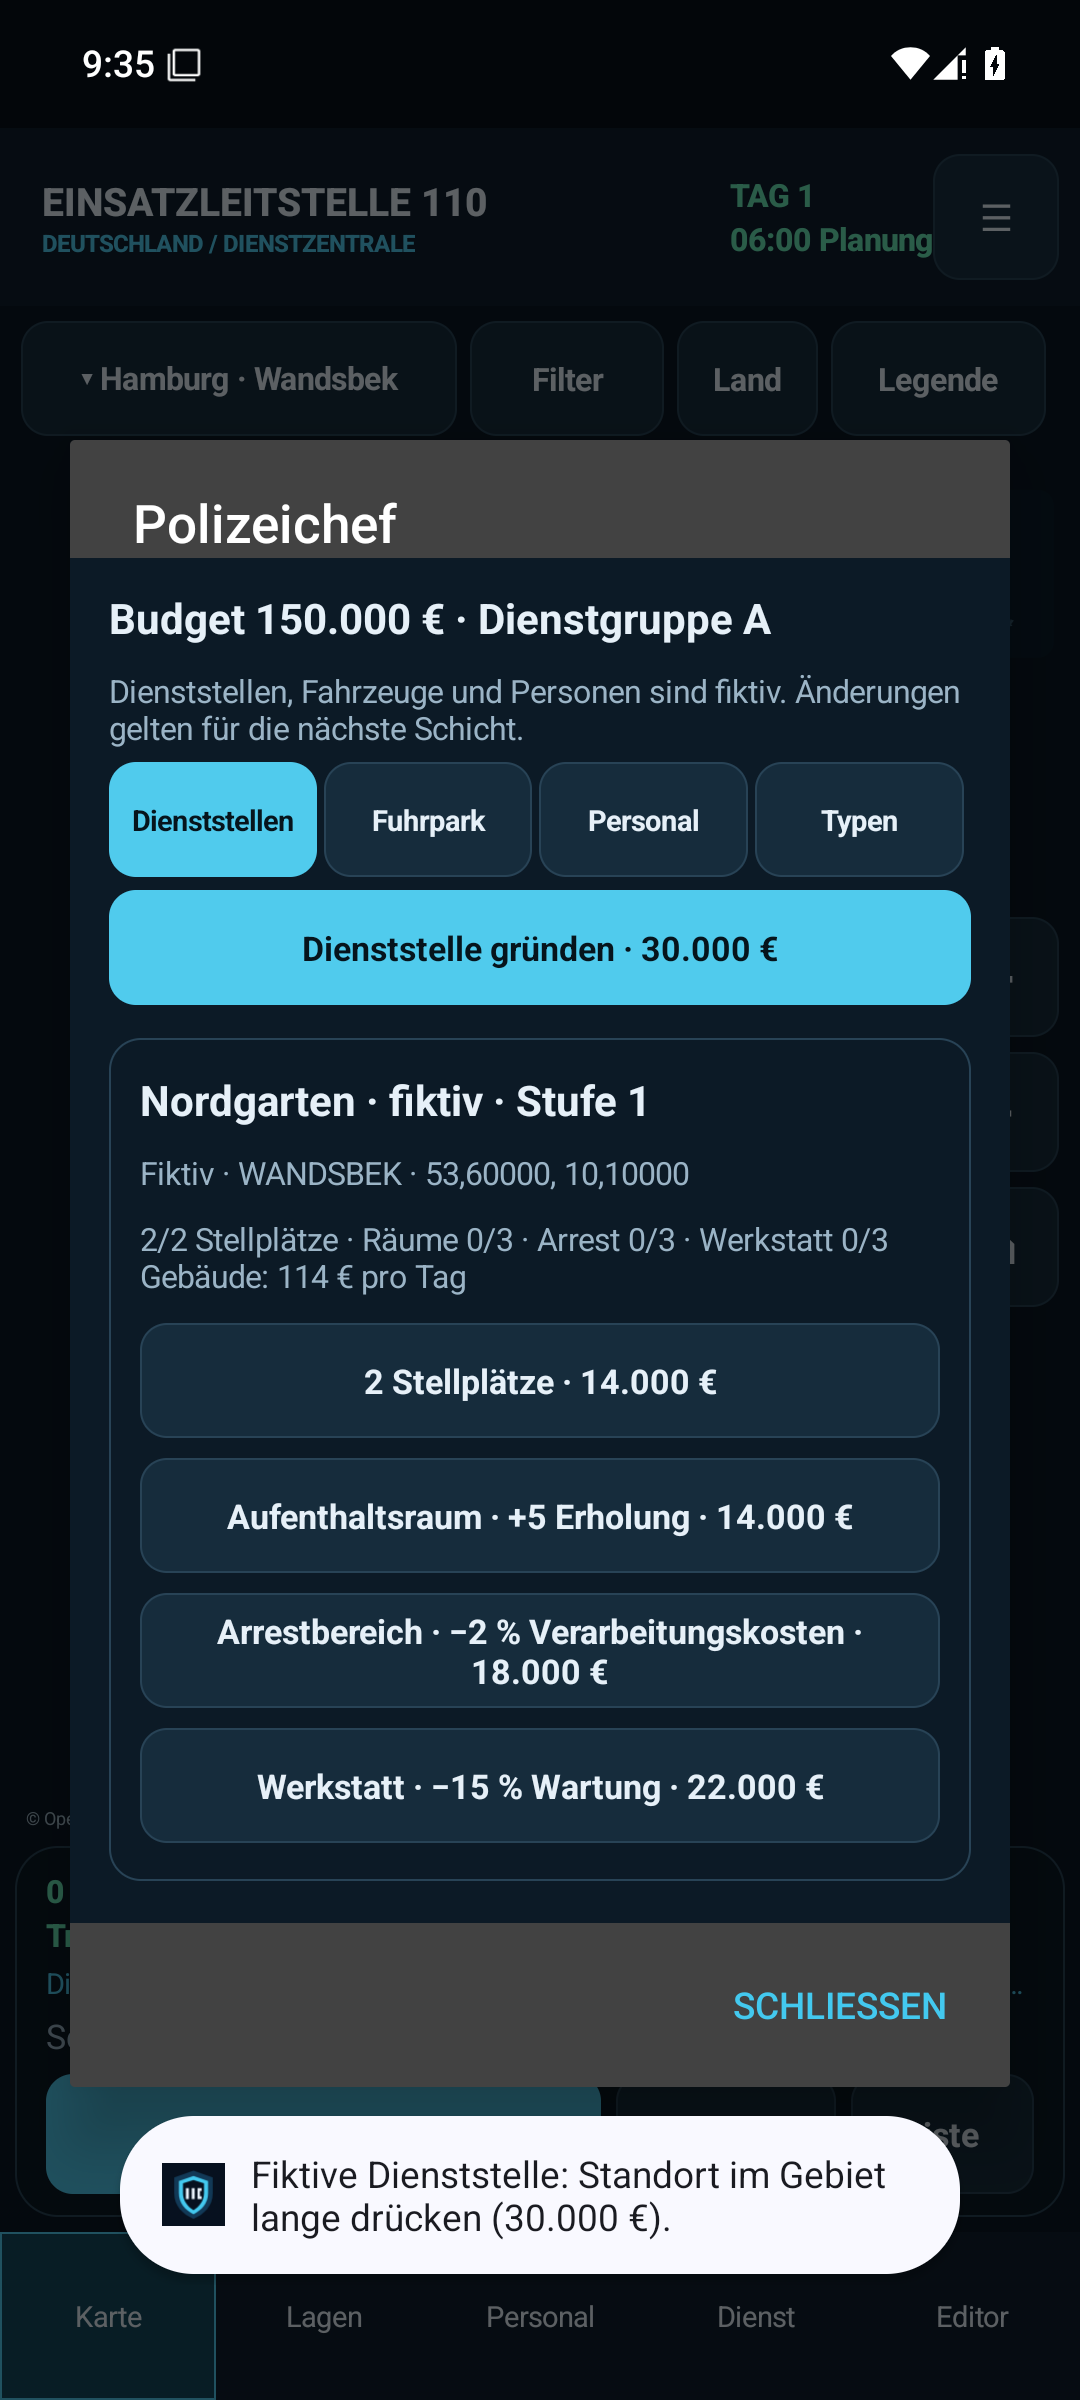 9:35
EINSATZLEITSTELLE 110
DEUTSCHLAND / DIENSTZENTRALE
TAG 1
06:00 Planung
▾ Hamburg · Wandsbek
Filter
Land
Legende
Polizeichef
Budget 150.000 € · Dienstgruppe A
Dienststellen, Fahrzeuge und Personen sind fiktiv. Änderungen
gelten für die nächste Schicht.
Dienststellen
Fuhrpark
Personal
Typen
Dienststelle gründen · 30.000 €
Nordgarten · fiktiv · Stufe 1
Fiktiv · WANDSBEK · 53,60000, 10,10000
2/2 Stellplätze · Räume 0/3 · Arrest 0/3 · Werkstatt 0/3
Gebäude: 114 € pro Tag
2 Stellplätze · 14.000 €
Aufenthaltsraum · +5 Erholung · 14.000 €
Arrestbereich · −2 % Verarbeitungskosten ·
18.000 €
Werkstatt · −15 % Wartung · 22.000 €
© Ope
0
SCHLIESSEN
Fiktive Dienststelle: Standort im Gebiet
lange drücken (30.000 €).
Karte
Lagen
Personal
Dienst
Editor